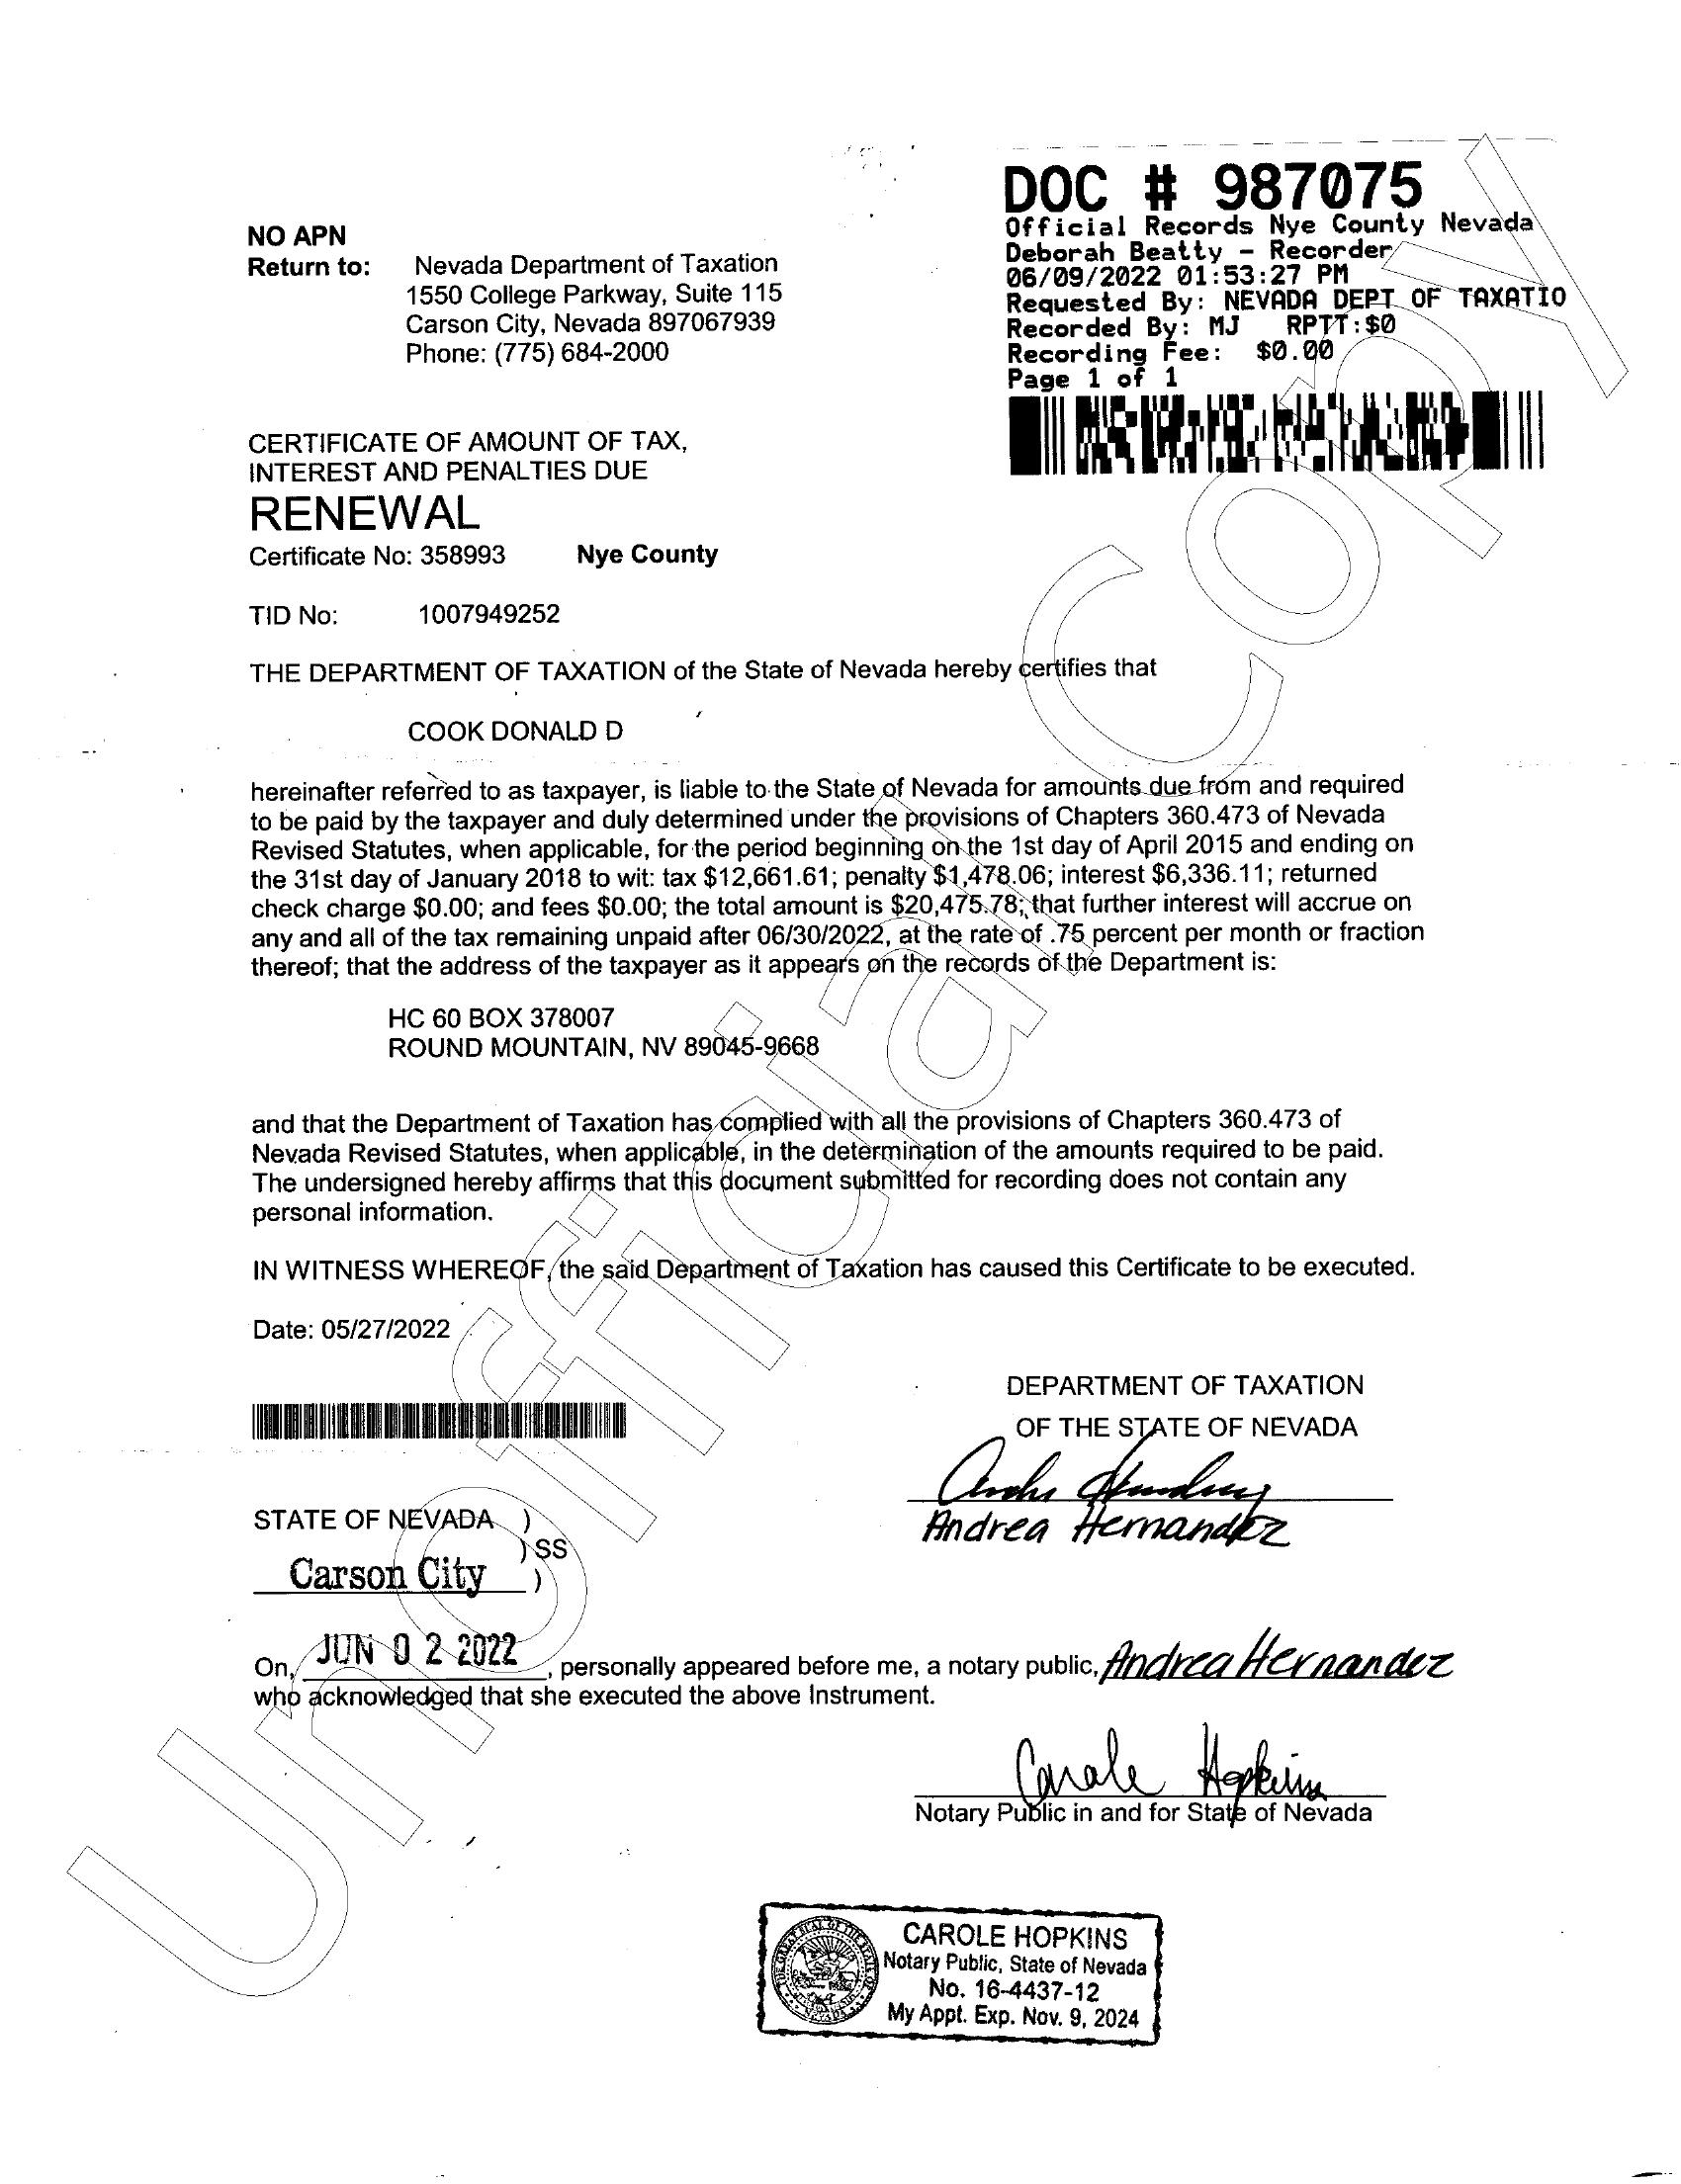 DOC # 987075
Official Records Nye County Nevada
Deborah Beatty - Recorder
06/09/2022 01:53:27 PM
Requested By: NEVADA DEPT OF TAXATIO
Recorded By: MJ RPTT:$0
Recording Fee: $0.00
Page 1 of 1
NO APN
Return to: Nevada Department of Taxation
1550 College Parkway, Suite 115
Carson City, Nevada 897067939
Phone: (775) 684-2000
CERTIFICATE OF AMOUNT OF TAX,
INTEREST AND PENALTIES DUE
RENEWAL
Certificate No: 358993 Nye County
TID No: 1007949252
THE DEPARTMENT OF TAXATION of the State of Nevada hereby certifies that
COOK DONALD D
hereinafter referred to as taxpayer, is liable to the State of Nevada for amounts due from and required
to be paid by the taxpayer and duly determined under the provisions of Chapters 360.473 of Nevada
Revised Statutes, when applicable, for the period beginning on the 1st day of April 2015 and ending on
the 31st day of January 2018 to wit: tax $12,661.61; penalty $1,478.06; interest $6,336.11; returned
check charge $0.00; and fees $0.00; the total amount is $20,475.78; that further interest will accrue on
any and all of the tax remaining unpaid after 06/30/2022, at the rate of .75 percent per month or fraction
thereof; that the address of the taxpayer as it appears on the records of the Department is:
HC 60 BOX 378007
ROUND MOUNTAIN, NV 89045-9668
and that the Department of Taxation has complied with all the provisions of Chapters 360.473 of
Nevada Revised Statutes, when applicable, in the determination of the amounts required to be paid.
The undersigned hereby affirms that this document submitted for recording does not contain any
personal information.
IN WITNESS WHEREOF, the said Department of Taxation has caused this Certificate to be executed.
Date: 05/27/2022
DEPARTMENT OF TAXATION
OF THE STATE OF NEVADA
Andrea Hernandez
Andrea Hernandez
STATE OF NEVADA )
) SS
Carson City )
On, JUN 02 2022, personally appeared before me, a notary public, Andrea Hernandez
who acknowledged that she executed the above Instrument.
Carole Hopkins
Notary Public in and for State of Nevada
CAROLE HOPKINS
Notary Public, State of Nevada
No. 16-4437-12
My Appt. Exp. Nov. 9, 2024
Unofficial Copy